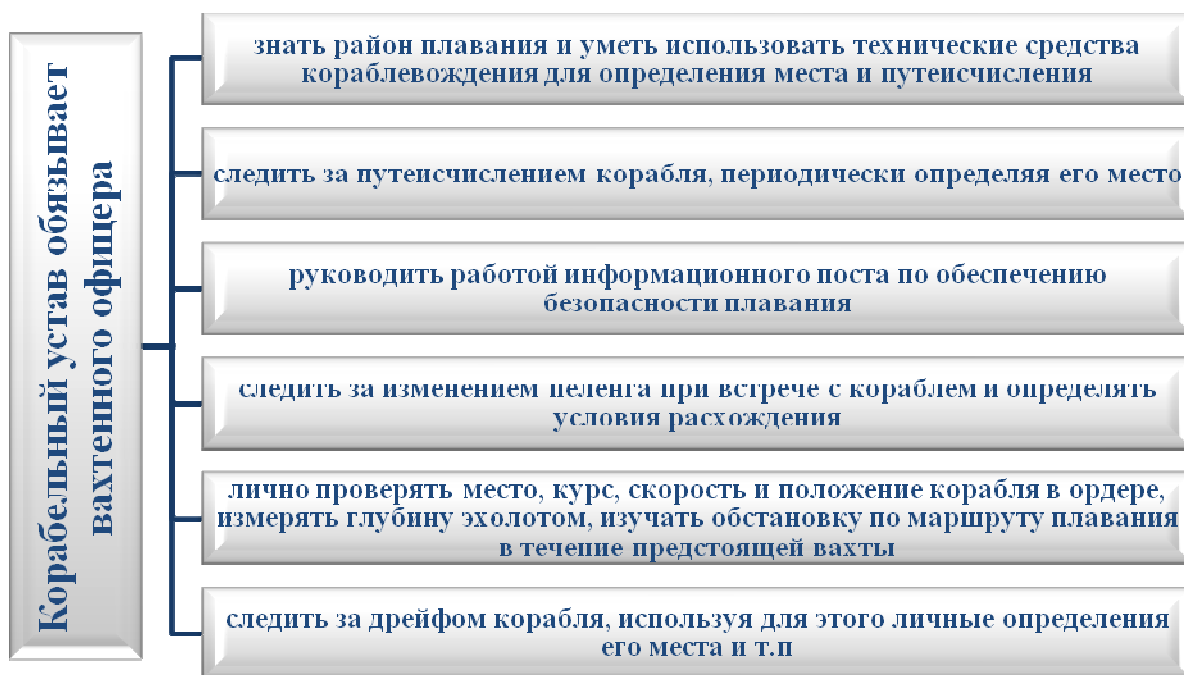 Корабельный устав обязывает
вахтенного офицера
знать район плавания и уметь использовать технические средства
кораблевождения для определения места и путеисчисления
следить за путеисчислением корабля, периодически определяя его место
руководить работой информационного поста по обеспечению
безопасности плавания
следить за изменением пеленга при встрече с кораблем и определять
условия расхождения
лично проверять место, курс, скорость и положение корабля в ордере,
измерять глубину эхолотом, изучать обстановку по маршруту плавания
в течение предстоящей вахты
следить за дрейфом корабля, используя для этого личные определения
его места и т.п